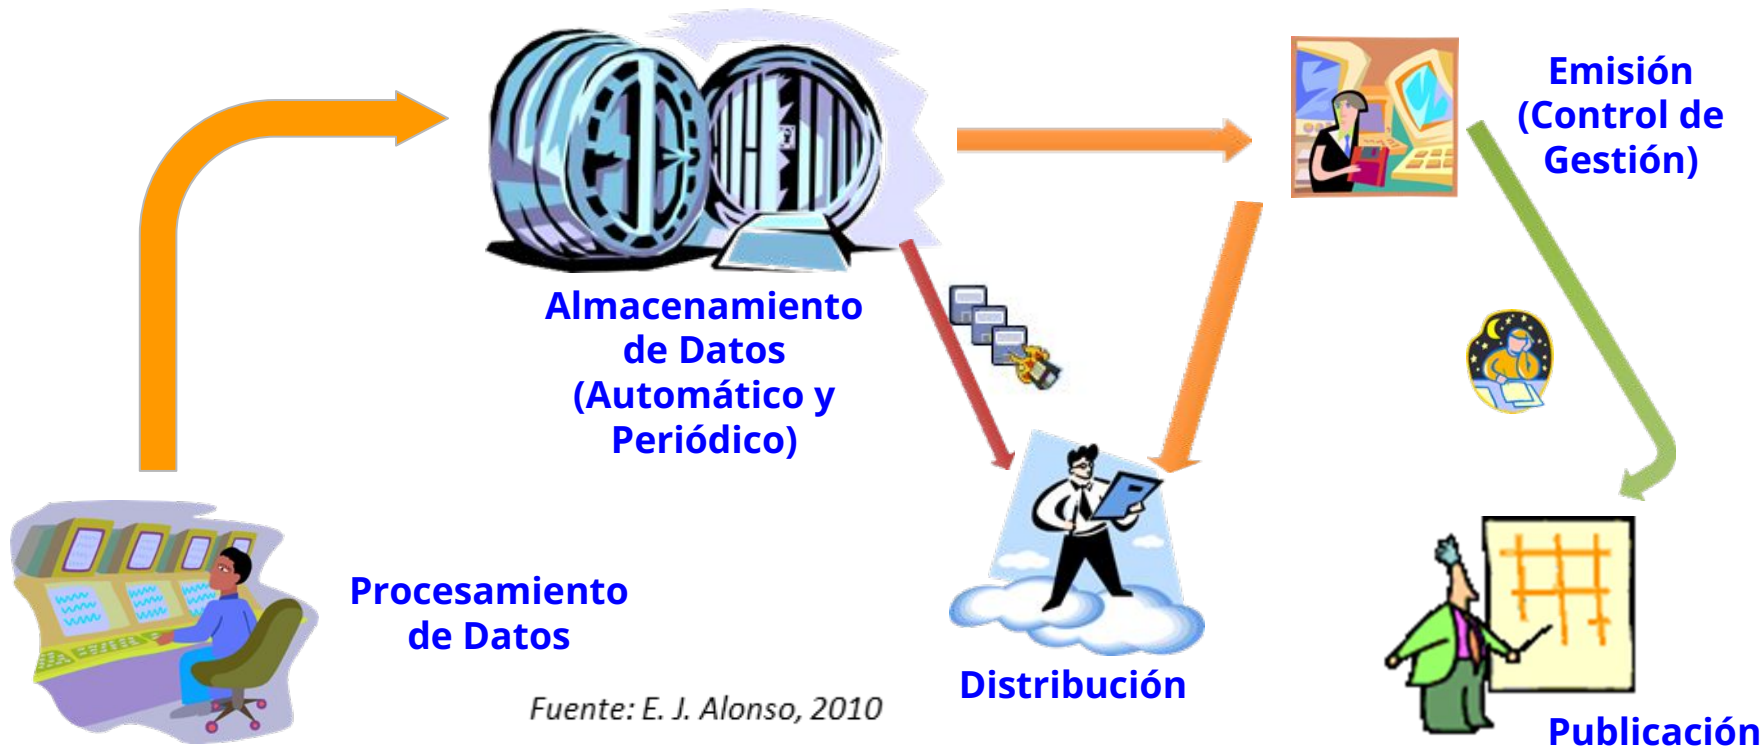 Emisión
(Control de
Gestión)
Almacenamiento
de Datos
(Automático y
Periódico)
Procesamiento
de Datos
Distribución
Fuente: E. J. Alonso, 2010
Publicación